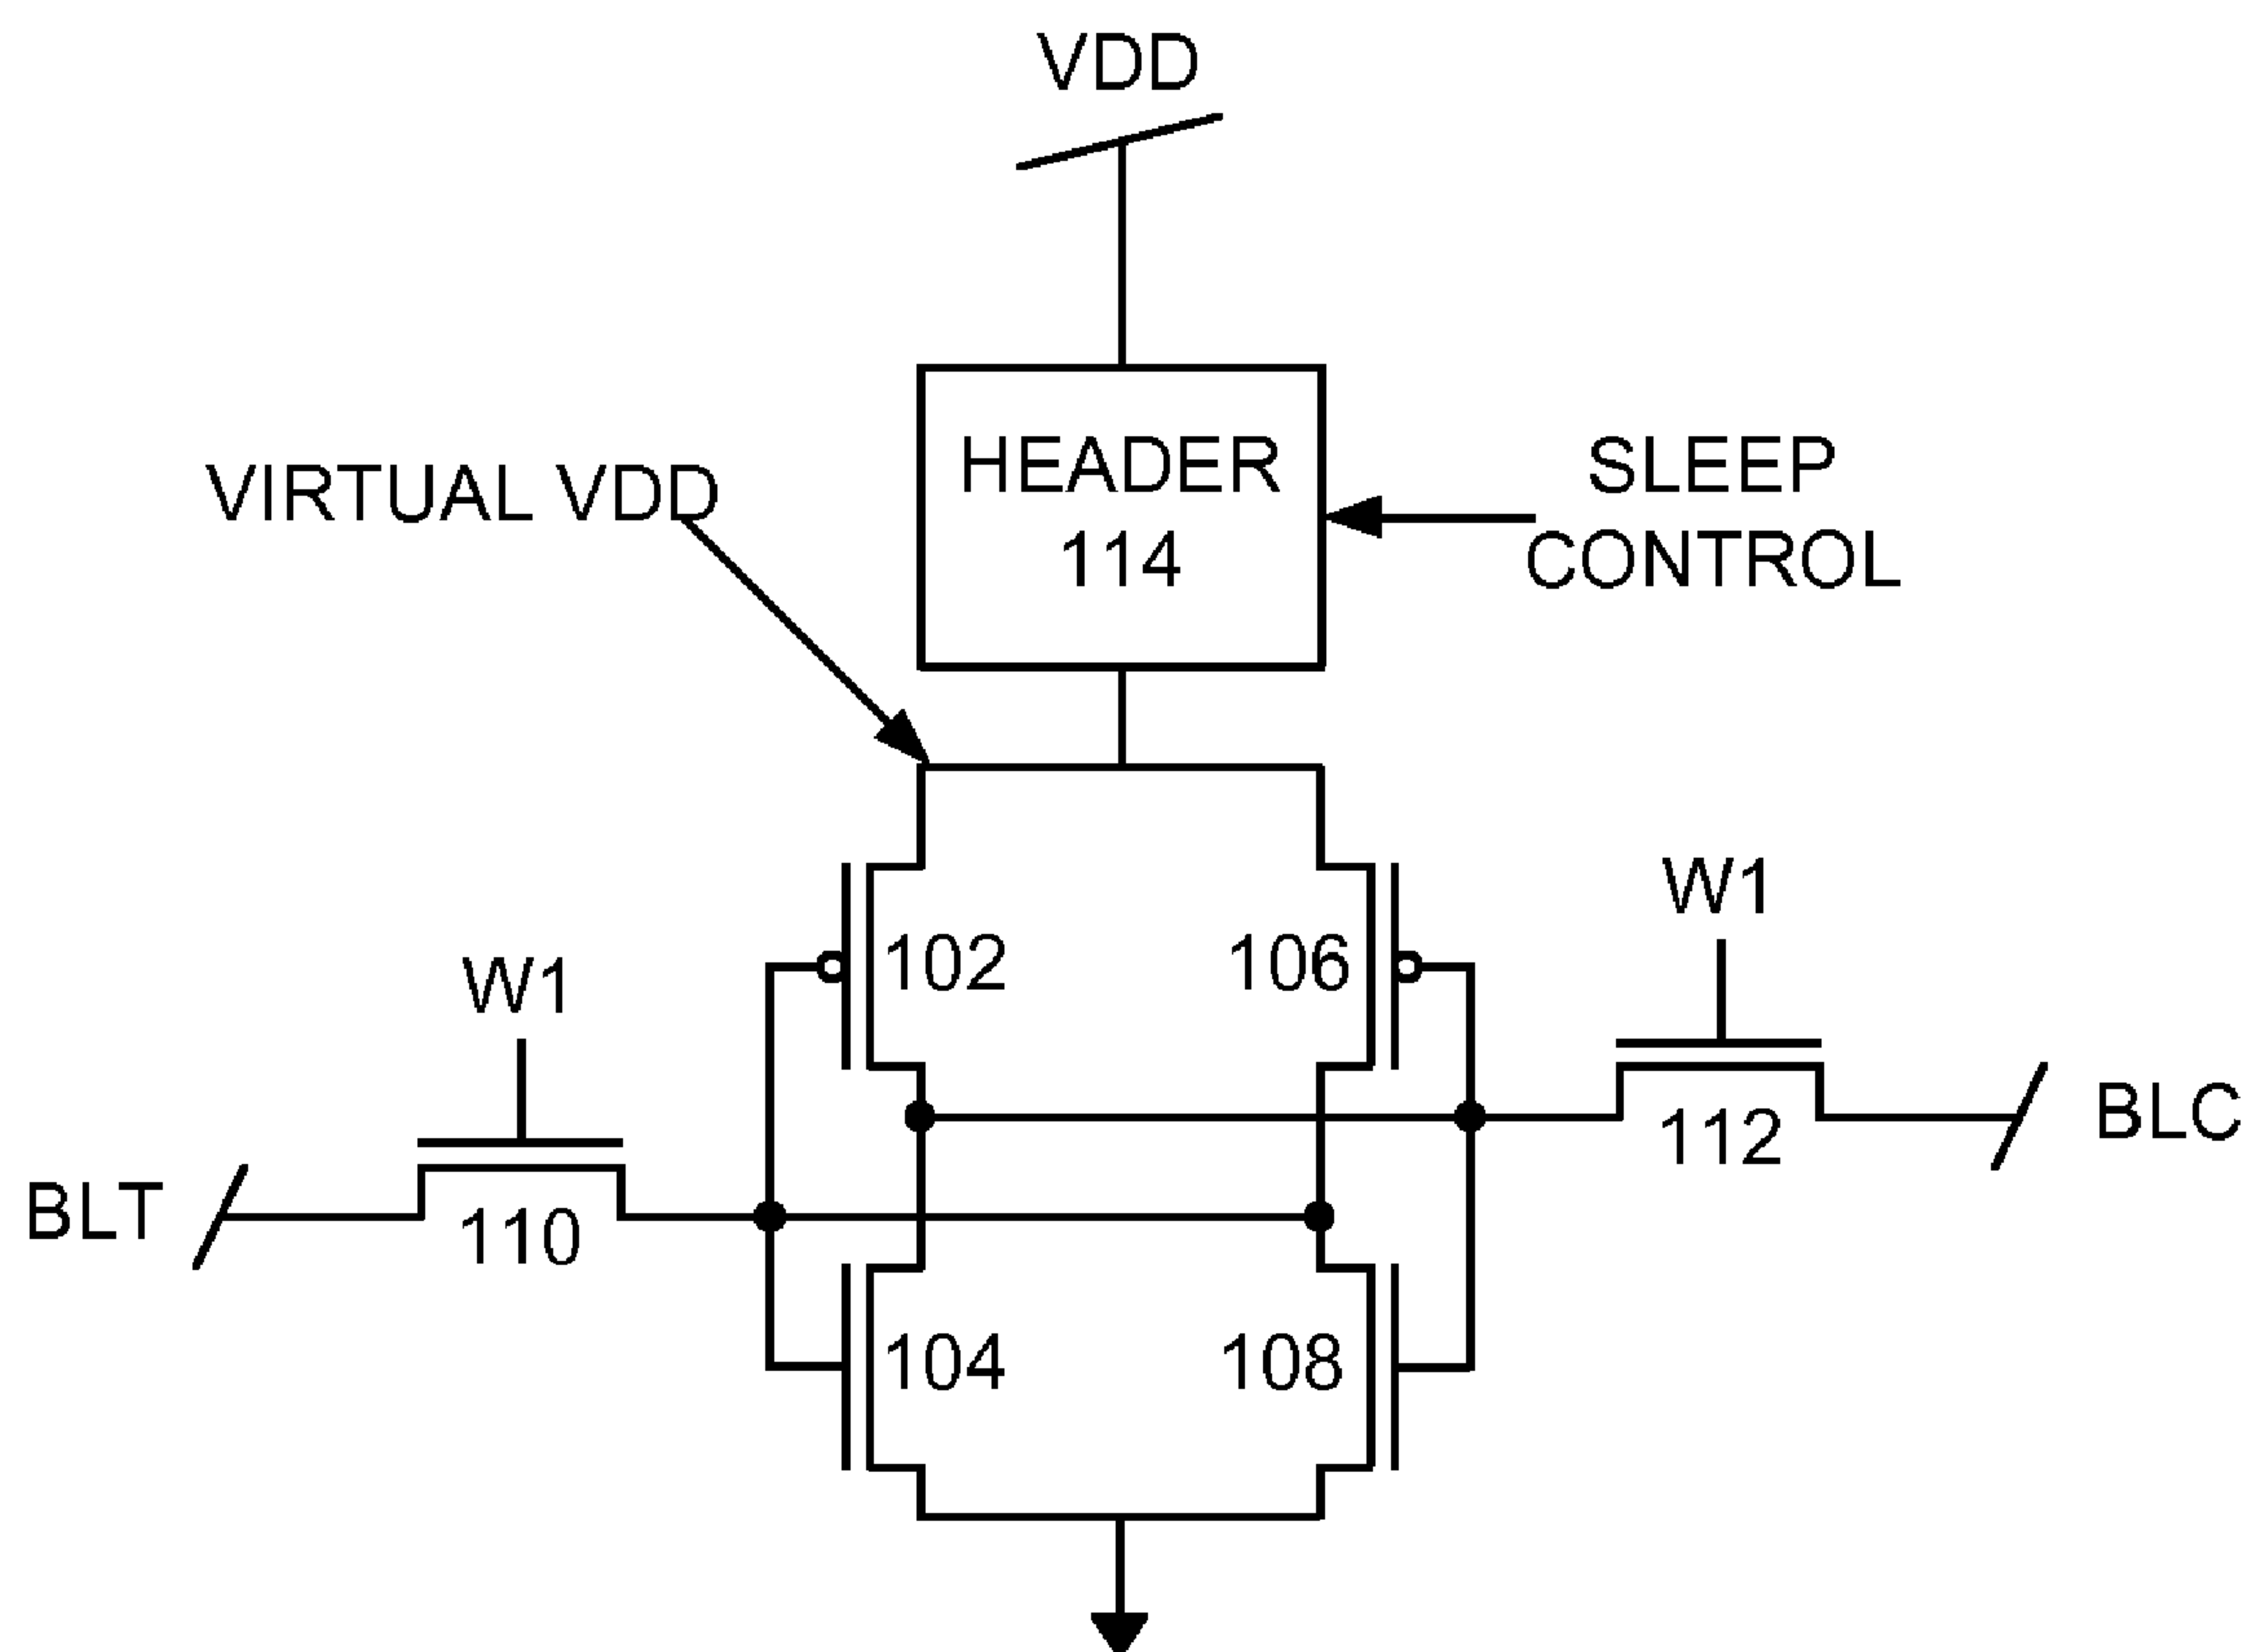 VDD
HEADER
114
SLEEP
CONTROL
VIRTUAL VDD
W1
102
106
W1
BLT
110
112
BLC
104
108